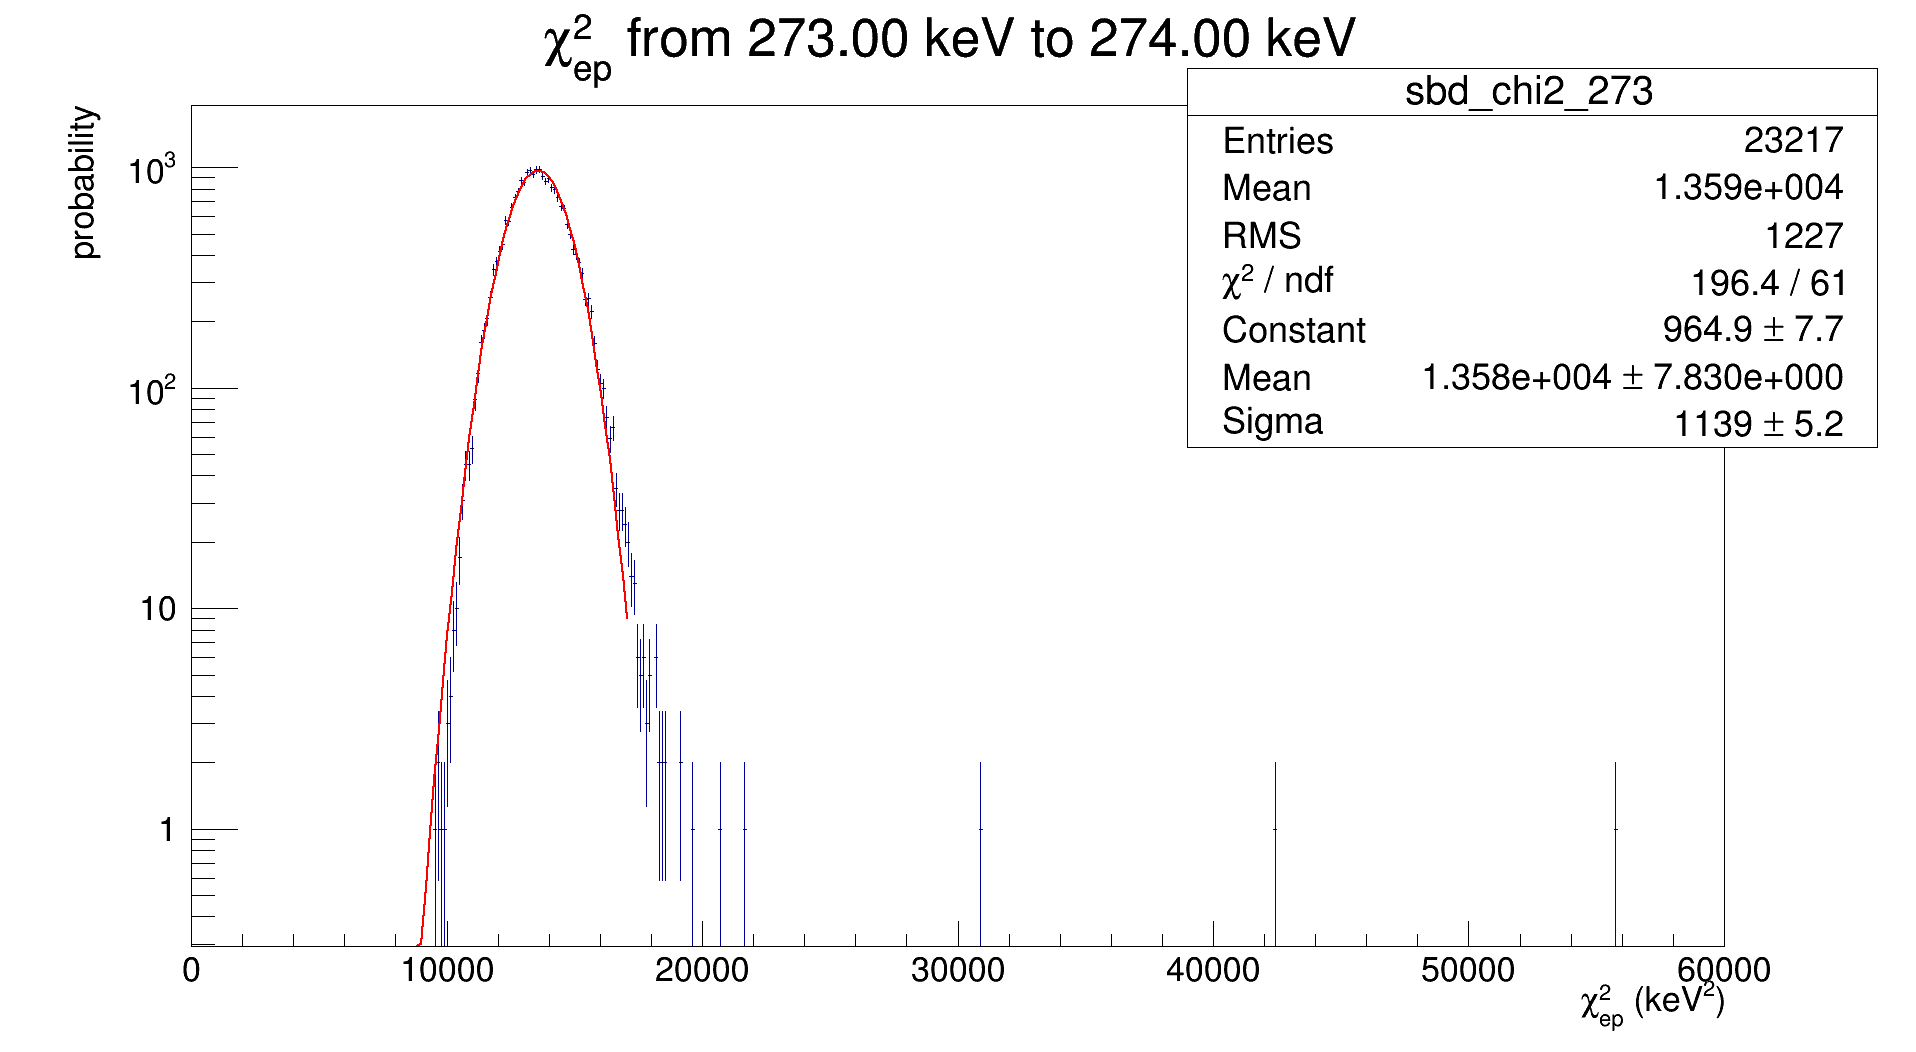 χ²ep from 273.00 keV to 274.00 keV
sbd_chi2_273
Entries 23217
Mean 1.359e+004
RMS 1227
χ² / ndf 196.4 / 61
Constant 964.9 ± 7.7
Mean 1.358e+004 ± 7.830e+000
Sigma 1139 ± 5.2
probability
10³
10²
10
1
0 10000 20000 30000 40000 50000 60000
χ²ep (keV²)